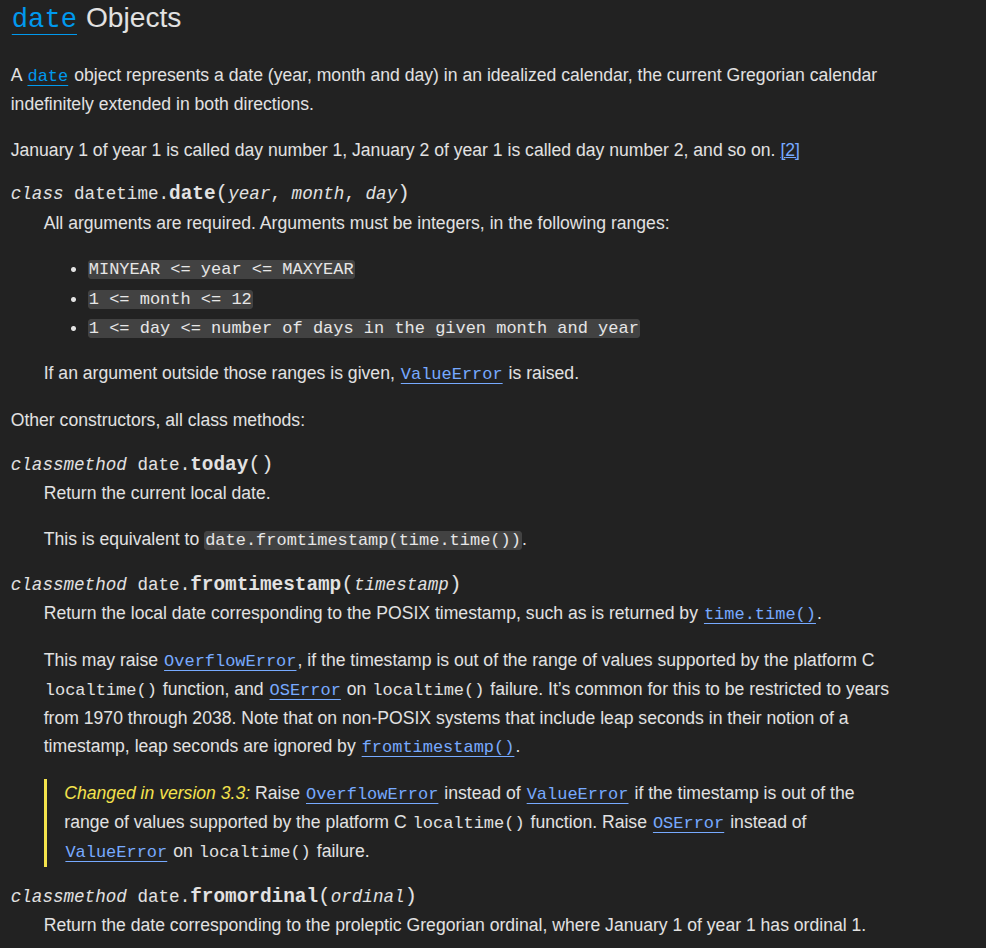 date Objects
A date object represents a date (year, month and day) in an idealized calendar, the current Gregorian calendar
indefinitely extended in both directions.
January 1 of year 1 is called day number 1, January 2 of year 1 is called day number 2, and so on. [2]
class datetime.date(year, month, day)
All arguments are required. Arguments must be integers, in the following ranges:
• MINYEAR <= year <= MAXYEAR
• 1 <= month <= 12
• 1 <= day <= number of days in the given month and year
If an argument outside those ranges is given, ValueError is raised.
Other constructors, all class methods:
classmethod date.today()
Return the current local date.
This is equivalent to date.fromtimestamp(time.time()).
classmethod date.fromtimestamp(timestamp)
Return the local date corresponding to the POSIX timestamp, such as is returned by time.time().
This may raise OverflowError, if the timestamp is out of the range of values supported by the platform C
localtime() function, and OSError on localtime() failure. It’s common for this to be restricted to years
from 1970 through 2038. Note that on non-POSIX systems that include leap seconds in their notion of a
timestamp, leap seconds are ignored by fromtimestamp().
Changed in version 3.3: Raise OverflowError instead of ValueError if the timestamp is out of the
range of values supported by the platform C localtime() function. Raise OSError instead of
ValueError on localtime() failure.
classmethod date.fromordinal(ordinal)
Return the date corresponding to the proleptic Gregorian ordinal, where January 1 of year 1 has ordinal 1.